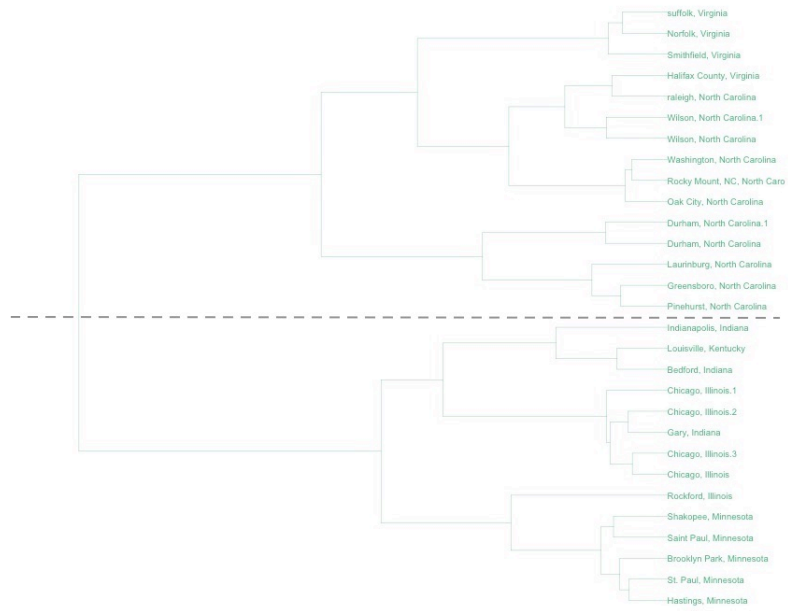 suffolk, Virginia
Norfolk, Virginia
Smithfield, Virginia
Halifax County, Virginia
raleigh, North Carolina
Wilson, North Carolina.1
Wilson, North Carolina
Washington, North Carolina
Rocky Mount, NC, North Caro
Oak City, North Carolina
Durham, North Carolina.1
Durham, North Carolina
Laurinburg, North Carolina
Greensboro, North Carolina
Pinehurst, North Carolina
Indianapolis, Indiana
Louisville, Kentucky
Bedford, Indiana
Chicago, Illinois.1
Chicago, Illinois.2
Gary, Indiana
Chicago, Illinois.3
Chicago, Illinois
Rockford, Illinois
Shakopee, Minnesota
Saint Paul, Minnesota
Brooklyn Park, Minnesota
St. Paul, Minnesota
Hastings, Minnesota